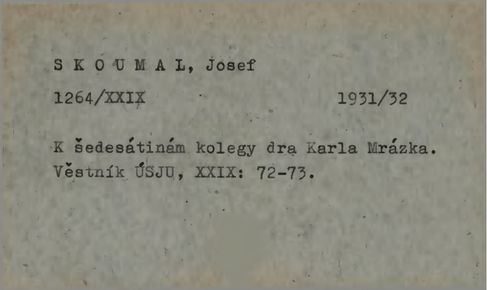 S K O U M A L, Josef
1264/XXIX 1931/32
K šedesátinám kolegy dra Karla Mrázka.
Věstník ÚSJU, XXIX: 72-73.